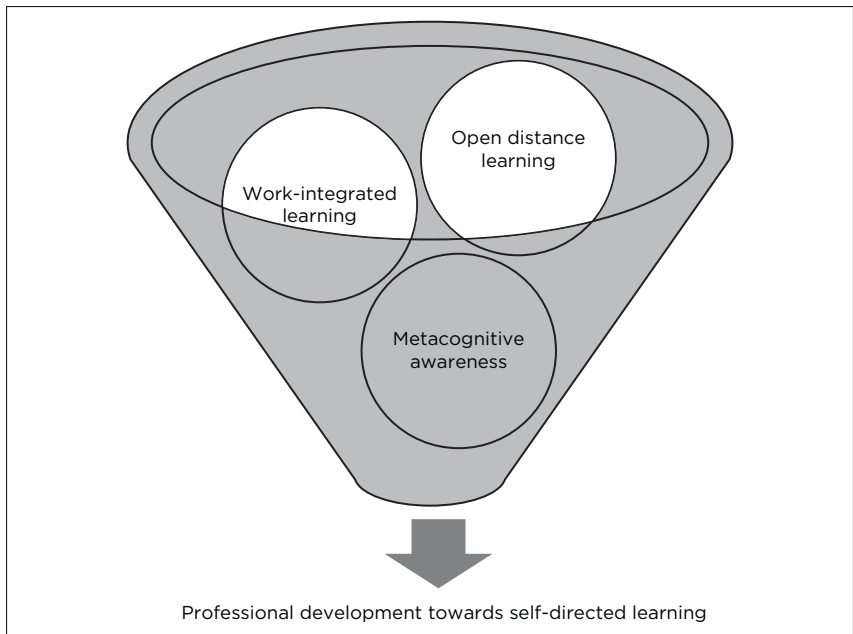 Open distance
learning
Work-integrated
learning
Metacognitive
awareness
Professional development towards self-directed learning